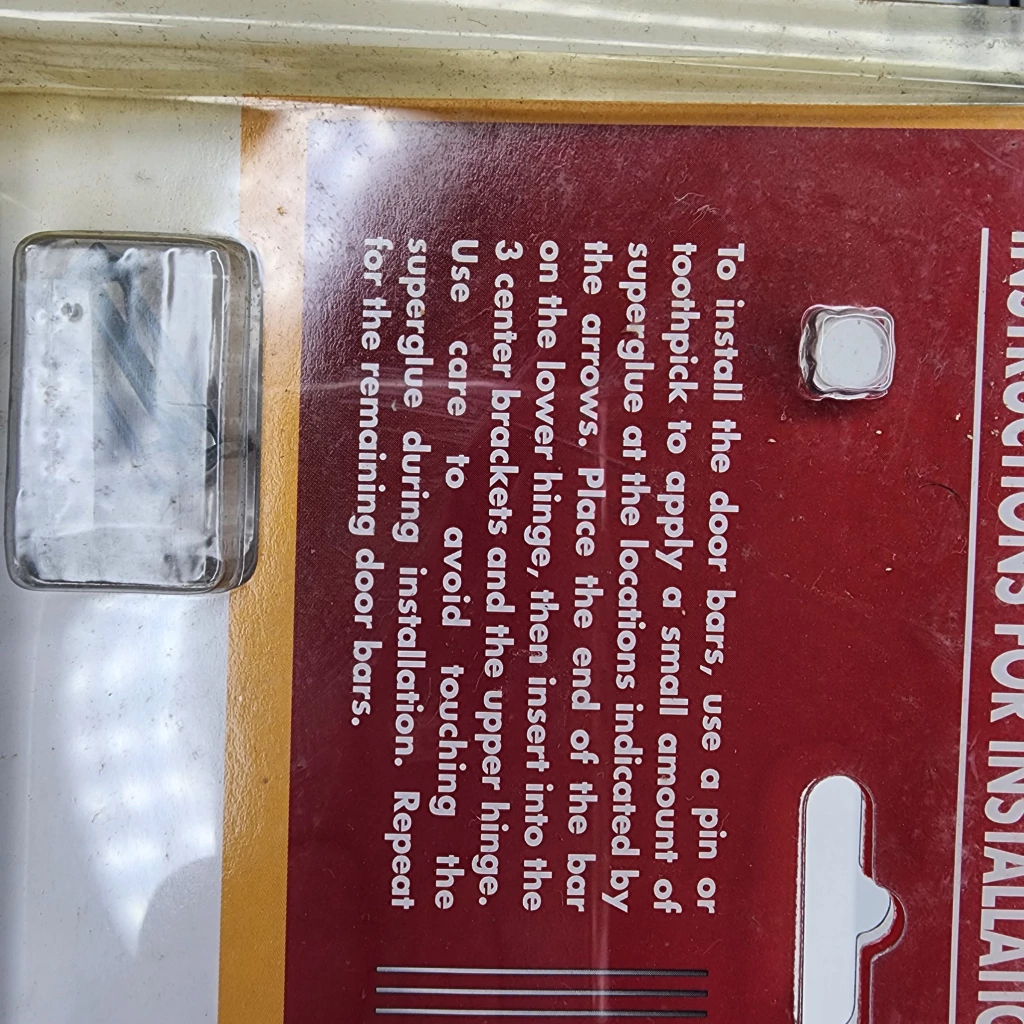 INSTRUCTIONS FOR INSTALLATIO
To install the door bars, use a pin or
toothpick to apply a small amount of
superglue at the locations indicated by
the arrows. Place the end of the bar
on the lower hinge, then insert into the
3 center brackets and the upper hinge.
Use care to avoid touching the
superglue during installation. Repeat
for the remaining door bars.